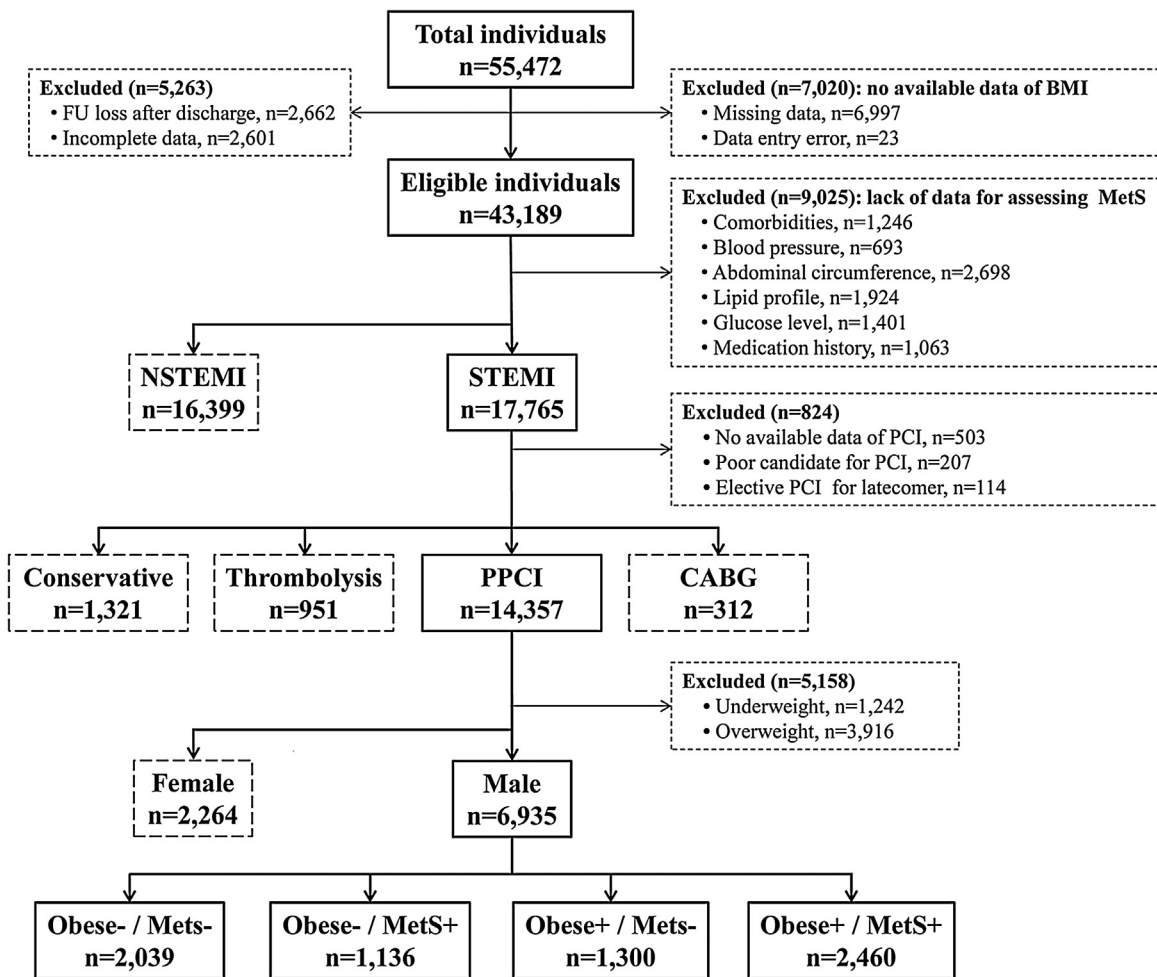 Total individuals
n=55,472
Excluded (n=5,263)
• FU loss after discharge, n=2,662
• Incomplete data, n=2,601
Excluded (n=7,020): no available data of BMI
• Missing data, n=6,997
• Data entry error, n=23
Eligible individuals
n=43,189
Excluded (n=9,025): lack of data for assessing MetS
• Comorbidities, n=1,246
• Blood pressure, n=693
• Abdominal circumference, n=2,698
• Lipid profile, n=1,924
• Glucose level, n=1,401
• Medication history, n=1,063
NSTEMI
n=16,399
STEMI
n=17,765
Excluded (n=824)
• No available data of PCI, n=503
• Poor candidate for PCI, n=207
• Elective PCI for latecomer, n=114
Conservative
n=1,321
Thrombolysis
n=951
PPCI
n=14,357
CABG
n=312
Excluded (n=5,158)
• Underweight, n=1,242
• Overweight, n=3,916
Female
n=2,264
Male
n=6,935
Obese- / Mets-
n=2,039
Obese- / MetS+
n=1,136
Obese+ / Mets-
n=1,300
Obese+ / MetS+
n=2,460